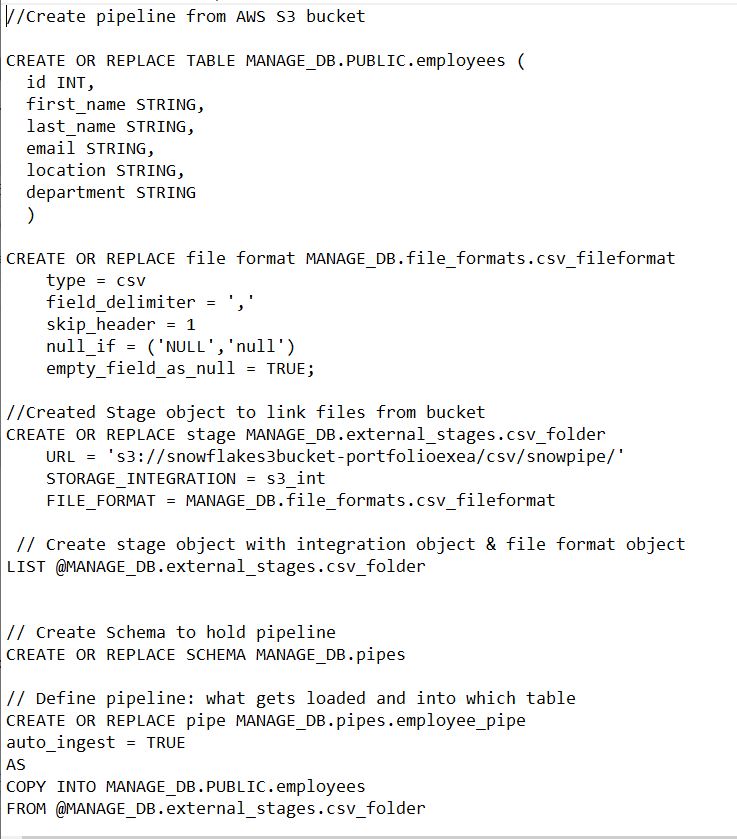 //Create pipeline from AWS S3 bucket
CREATE OR REPLACE TABLE MANAGE_DB.PUBLIC.employees (
  id INT,
  first_name STRING,
  last_name STRING,
  email STRING,
  location STRING,
  department STRING
  )
CREATE OR REPLACE file format MANAGE_DB.file_formats.csv_fileformat
    type = csv
    field_delimiter = ','
    skip_header = 1
    null_if = ('NULL','null')
    empty_field_as_null = TRUE;
//Created Stage object to link files from bucket
CREATE OR REPLACE stage MANAGE_DB.external_stages.csv_folder
    URL = 's3://snowflakes3bucket-portfolioexea/csv/snowpipe/'
    STORAGE_INTEGRATION = s3_int
    FILE_FORMAT = MANAGE_DB.file_formats.csv_fileformat
 // Create stage object with integration object & file format object
LIST @MANAGE_DB.external_stages.csv_folder
// Create Schema to hold pipeline
CREATE OR REPLACE SCHEMA MANAGE_DB.pipes
// Define pipeline: what gets loaded and into which table
CREATE OR REPLACE pipe MANAGE_DB.pipes.employee_pipe
auto_ingest = TRUE
AS
COPY INTO MANAGE_DB.PUBLIC.employees
FROM @MANAGE_DB.external_stages.csv_folder